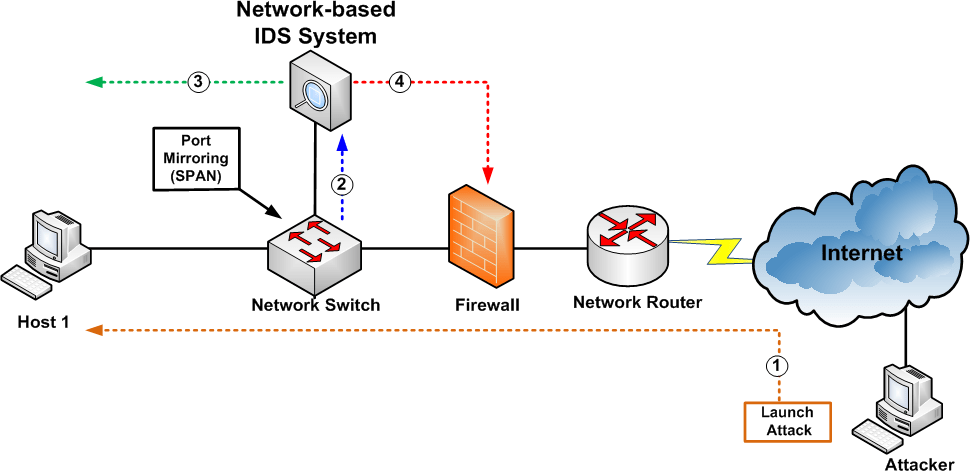 Network-based
IDS System
3
4
Port
Mirroring
(SPAN)
2
Internet
Network Switch
Firewall
Network Router
Host 1
1
Launch
Attack
Attacker